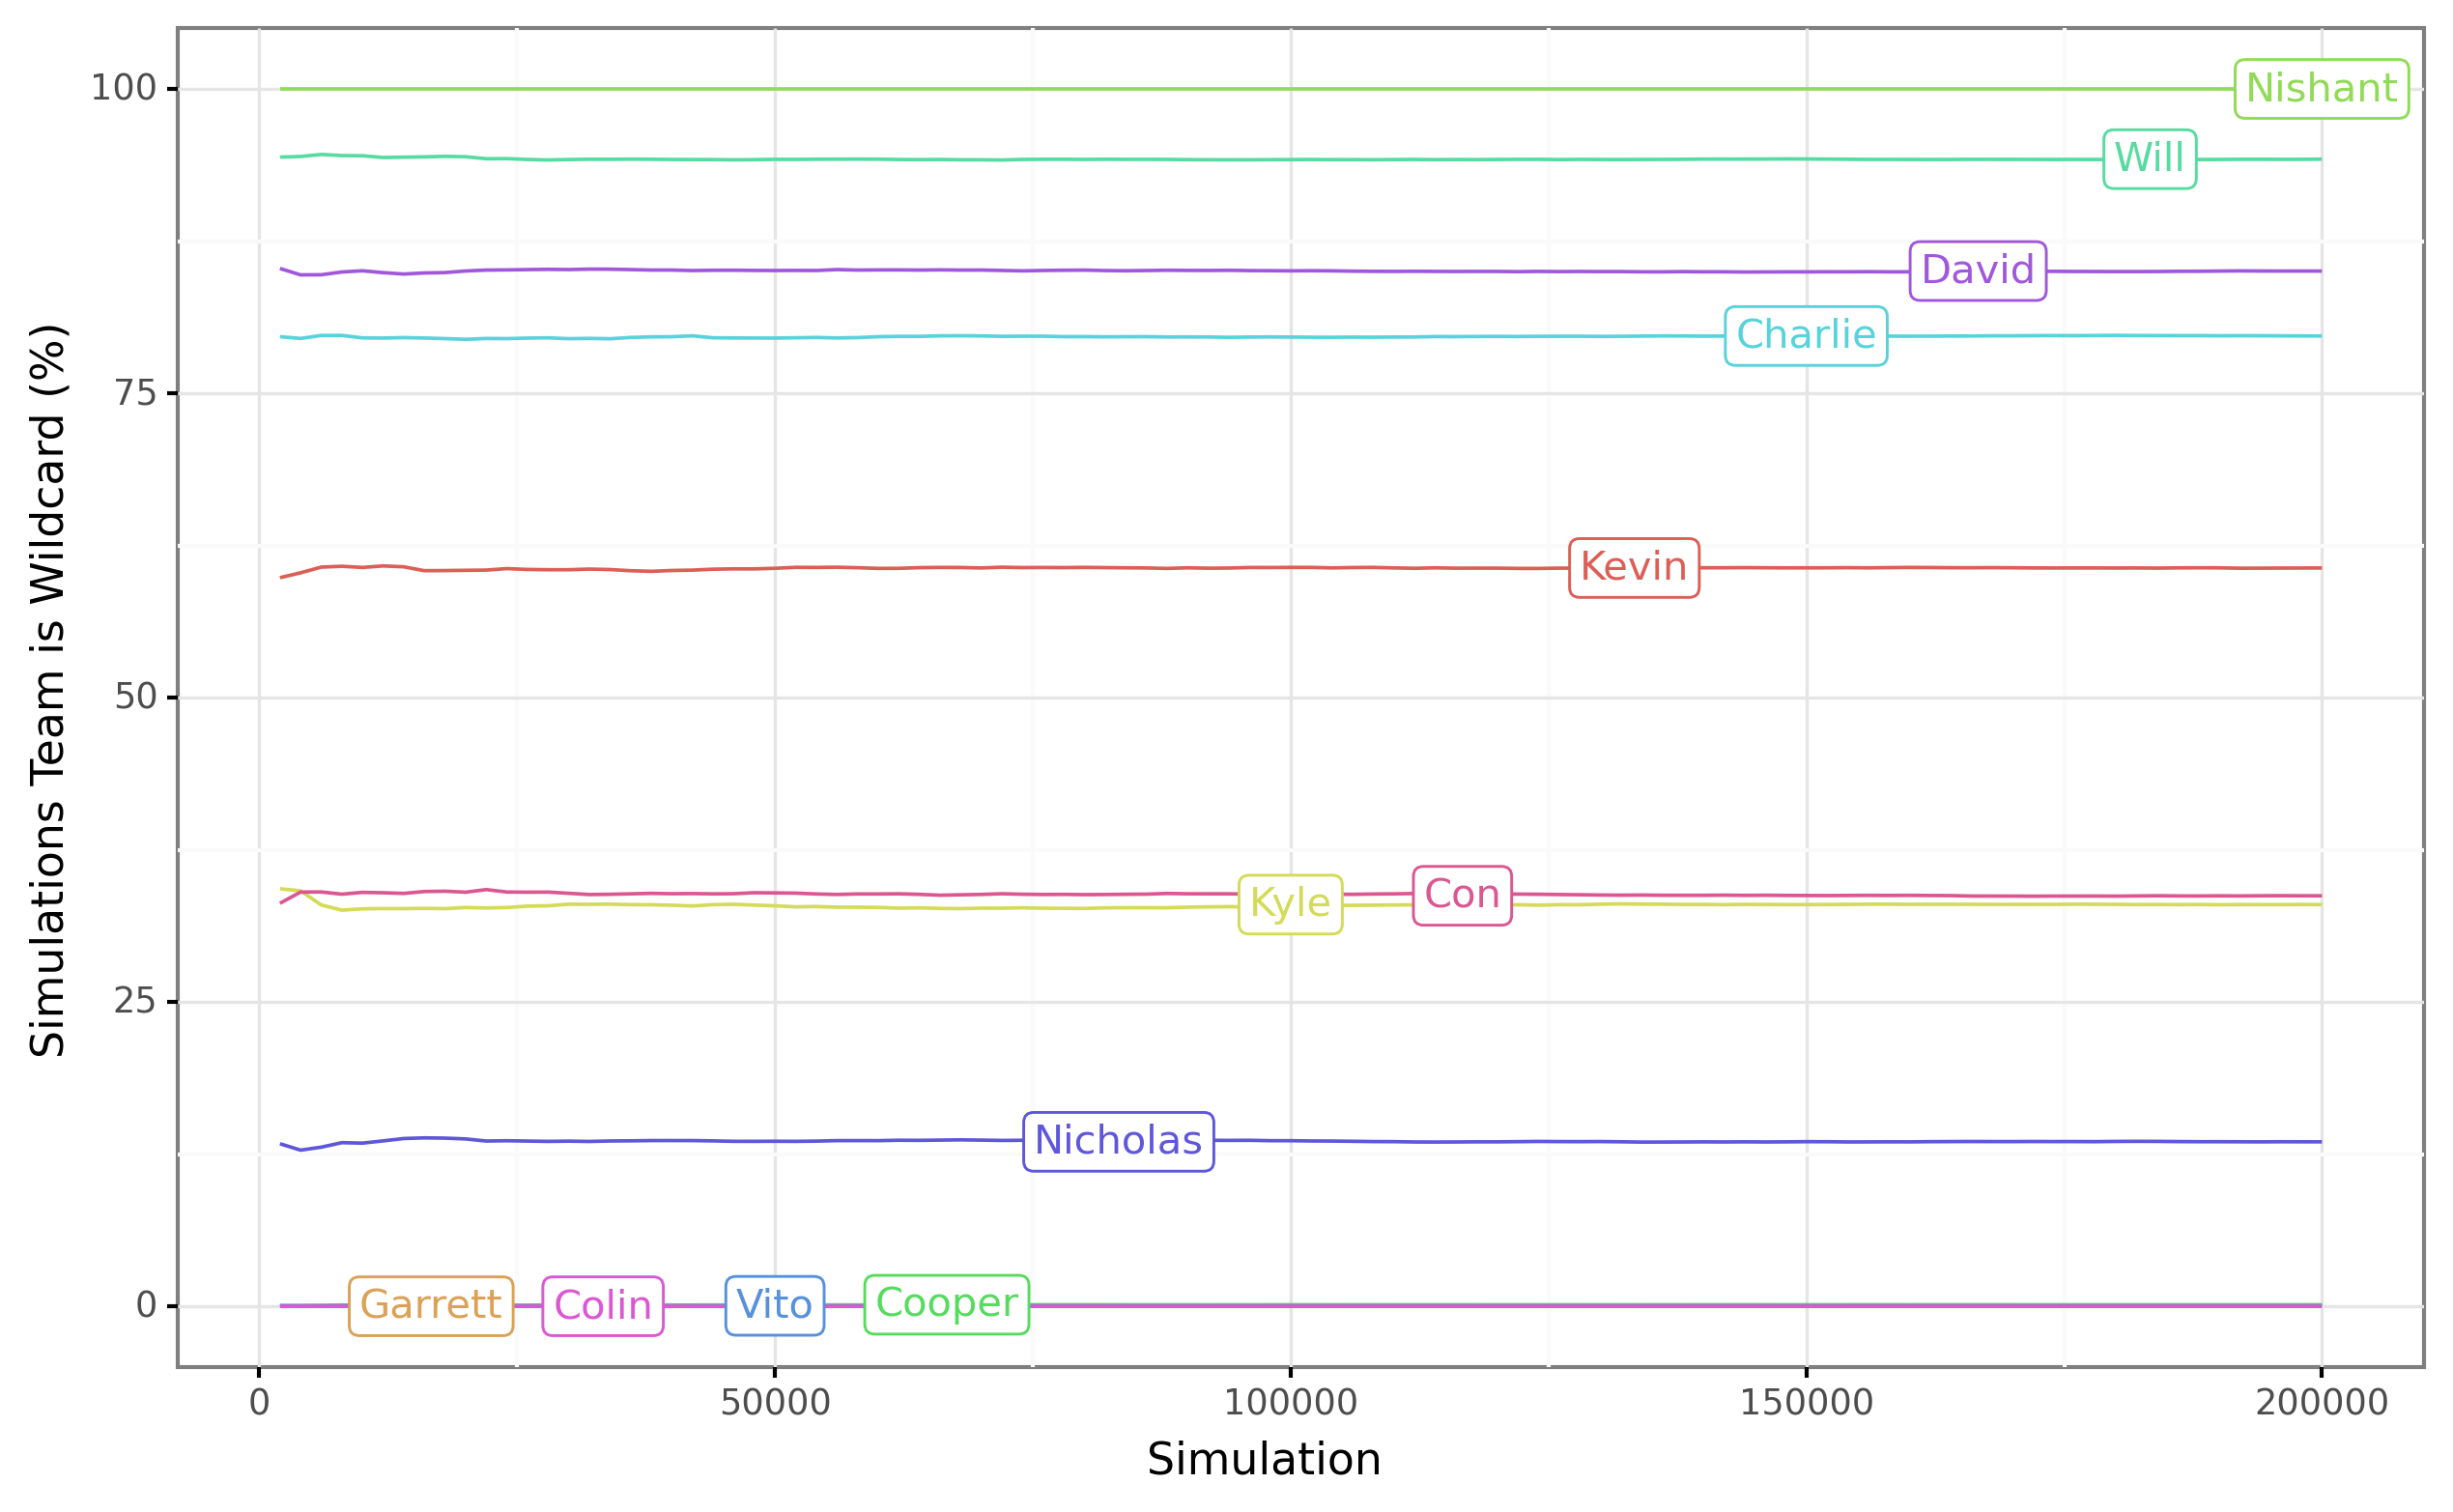 100
Nishant
Will
David
Charlie
75
Kevin
50
Kyle
Con
25
Nicholas
0
Garrett
Colin
Vito
Cooper
0
50000
100000
150000
200000
Simulation
Simulations Team is Wildcard (%)